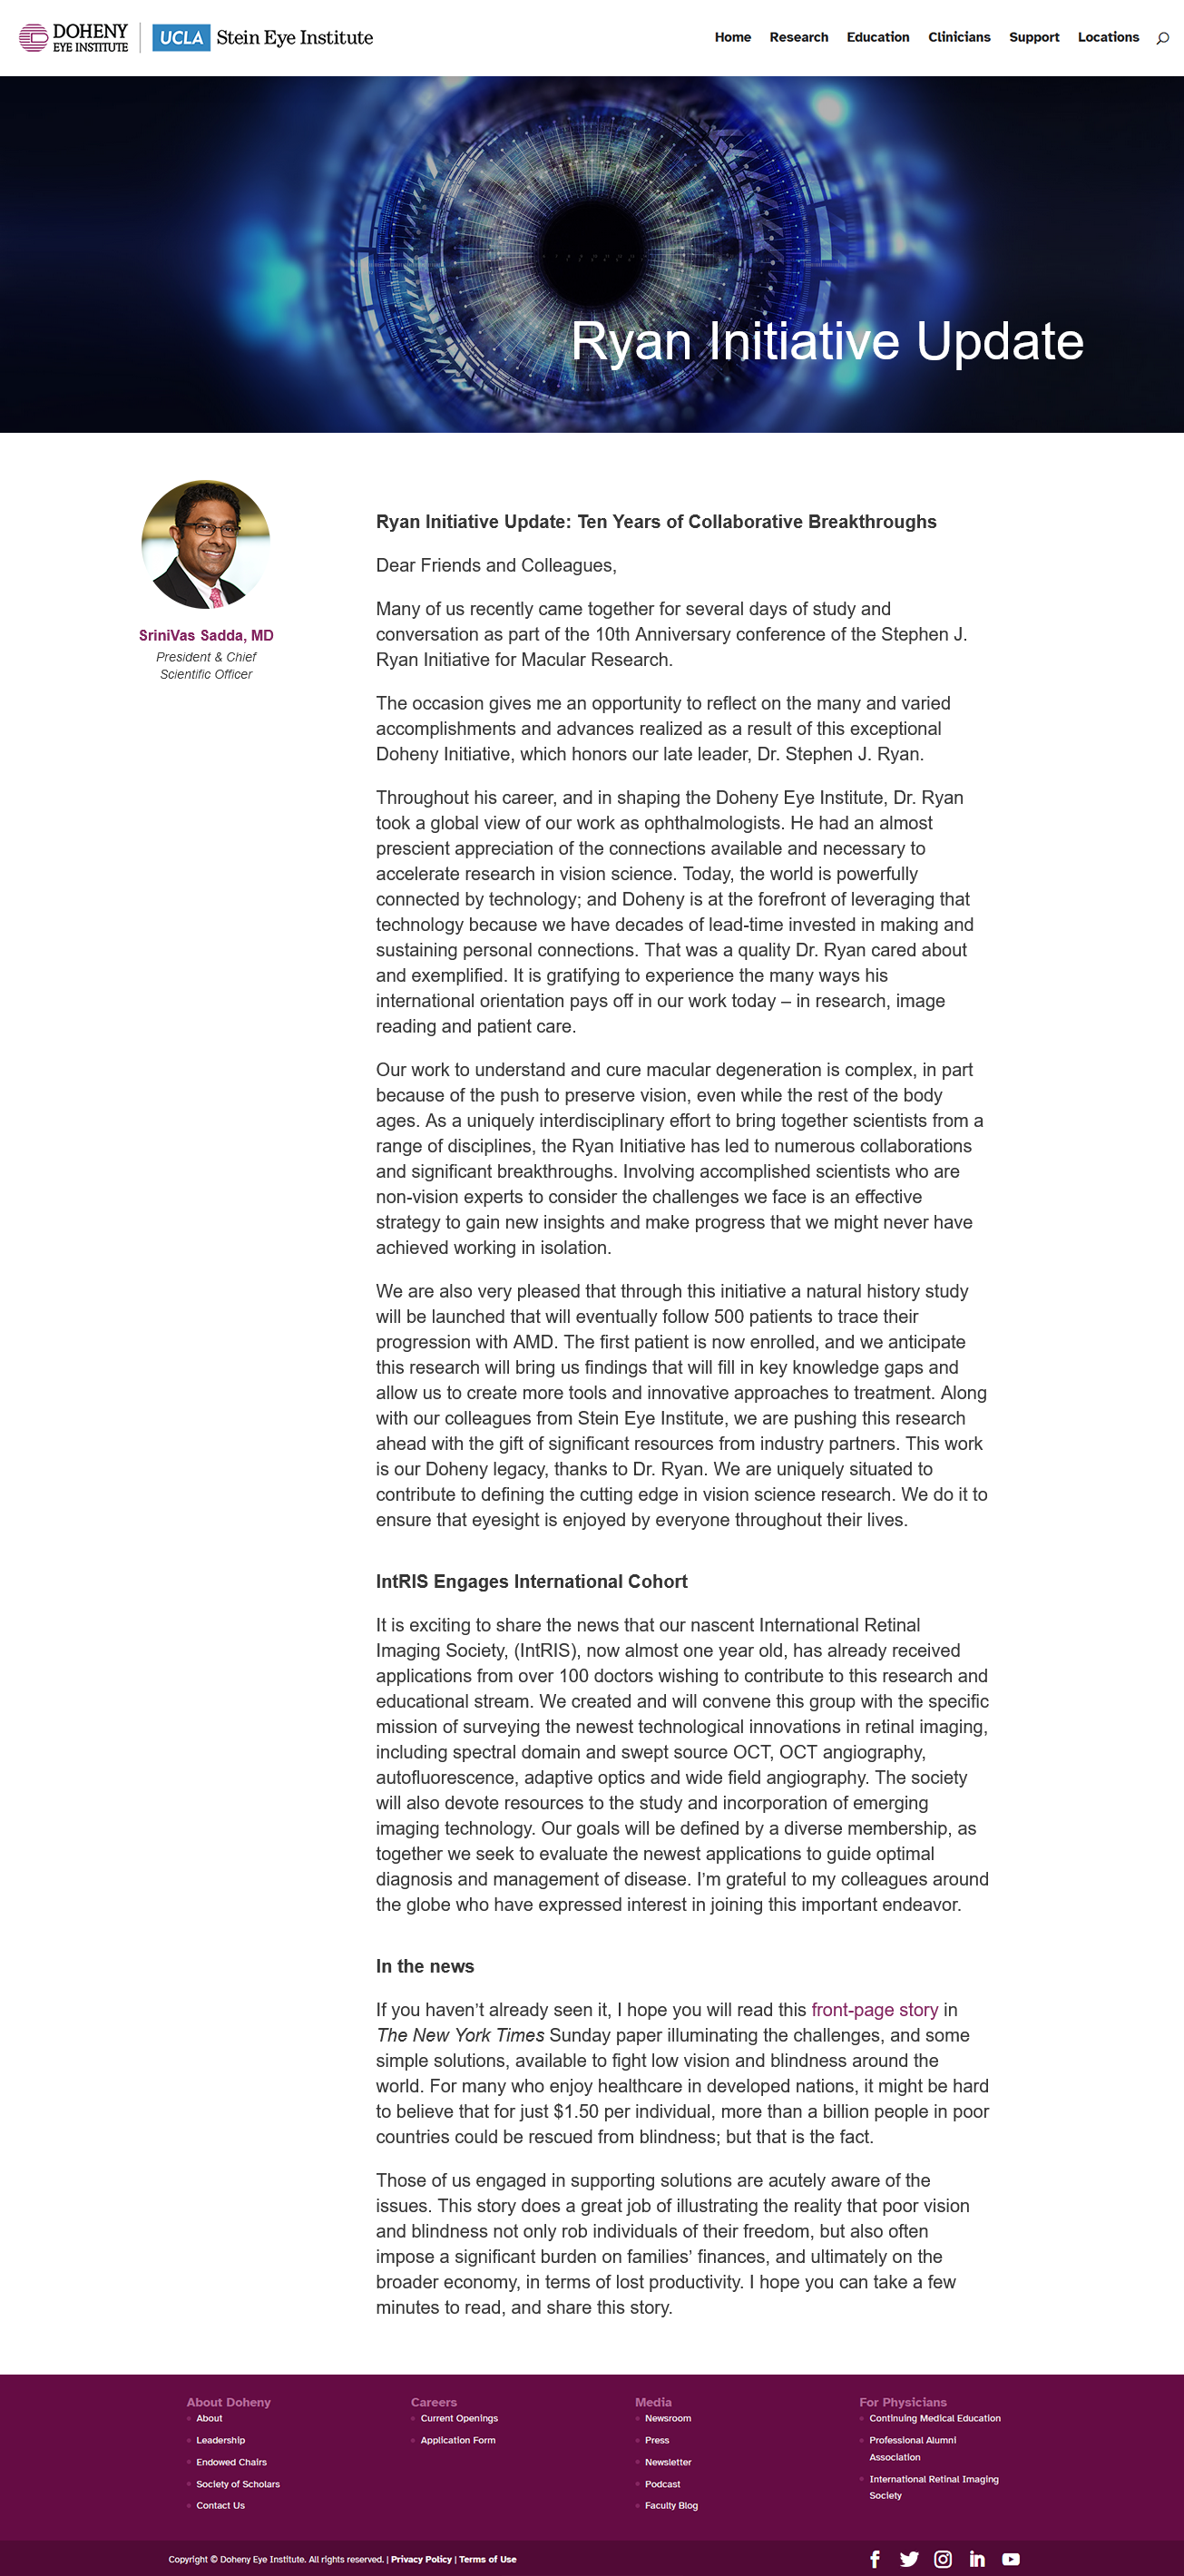 DOHENY
EYE INSTITUTE
UCLA Stein Eye Institute
Home Research Education Clinicians Support Locations
Ryan Initiative Update
SriniVas Sadda, MD
President & Chief
Scientific Officer
Ryan Initiative Update: Ten Years of Collaborative Breakthroughs
Dear Friends and Colleagues,
Many of us recently came together for several days of study and
conversation as part of the 10th Anniversary conference of the Stephen J.
Ryan Initiative for Macular Research.
The occasion gives me an opportunity to reflect on the many and varied
accomplishments and advances realized as a result of this exceptional
Doheny Initiative, which honors our late leader, Dr. Stephen J. Ryan.
Throughout his career, and in shaping the Doheny Eye Institute, Dr. Ryan
took a global view of our work as ophthalmologists. He had an almost
prescient appreciation of the connections available and necessary to
accelerate research in vision science. Today, the world is powerfully
connected by technology; and Doheny is at the forefront of leveraging that
technology because we have decades of lead-time invested in making and
sustaining personal connections. That was a quality Dr. Ryan cared about
and exemplified. It is gratifying to experience the many ways his
international orientation pays off in our work today – in research, image
reading and patient care.
Our work to understand and cure macular degeneration is complex, in part
because of the push to preserve vision, even while the rest of the body
ages. As a uniquely interdisciplinary effort to bring together scientists from a
range of disciplines, the Ryan Initiative has led to numerous collaborations
and significant breakthroughs. Involving accomplished scientists who are
non-vision experts to consider the challenges we face is an effective
strategy to gain new insights and make progress that we might never have
achieved working in isolation.
We are also very pleased that through this initiative a natural history study
will be launched that will eventually follow 500 patients to trace their
progression with AMD. The first patient is now enrolled, and we anticipate
this research will bring us findings that will fill in key knowledge gaps and
allow us to create more tools and innovative approaches to treatment. Along
with our colleagues from Stein Eye Institute, we are pushing this research
ahead with the gift of significant resources from industry partners. This work
is our Doheny legacy, thanks to Dr. Ryan. We are uniquely situated to
contribute to defining the cutting edge in vision science research. We do it to
ensure that eyesight is enjoyed by everyone throughout their lives.
IntRIS Engages International Cohort
It is exciting to share the news that our nascent International Retinal
Imaging Society, (IntRIS), now almost one year old, has already received
applications from over 100 doctors wishing to contribute to this research and
educational stream. We created and will convene this group with the specific
mission of surveying the newest technological innovations in retinal imaging,
including spectral domain and swept source OCT, OCT angiography,
autofluorescence, adaptive optics and wide field angiography. The society
will also devote resources to the study and incorporation of emerging
imaging technology. Our goals will be defined by a diverse membership, as
together we seek to evaluate the newest applications to guide optimal
diagnosis and management of disease. I’m grateful to my colleagues around
the globe who have expressed interest in joining this important endeavor.
In the news
If you haven’t already seen it, I hope you will read this front-page story in
The New York Times Sunday paper illuminating the challenges, and some
simple solutions, available to fight low vision and blindness around the
world. For many who enjoy healthcare in developed nations, it might be hard
to believe that for just $1.50 per individual, more than a billion people in poor
countries could be rescued from blindness; but that is the fact.
Those of us engaged in supporting solutions are acutely aware of the
issues. This story does a great job of illustrating the reality that poor vision
and blindness not only rob individuals of their freedom, but also often
impose a significant burden on families’ finances, and ultimately on the
broader economy, in terms of lost productivity. I hope you can take a few
minutes to read, and share this story.
About Doheny
About
Leadership
Endowed Chairs
Society of Scholars
Contact Us
Careers
Current Openings
Application Form
Media
Newsroom
Press
Newsletter
Podcast
Faculty Blog
For Physicians
Continuing Medical Education
Professional Alumni
Association
International Retinal Imaging
Society
Copyright © Doheny Eye Institute. All rights reserved. | Privacy Policy | Terms of Use